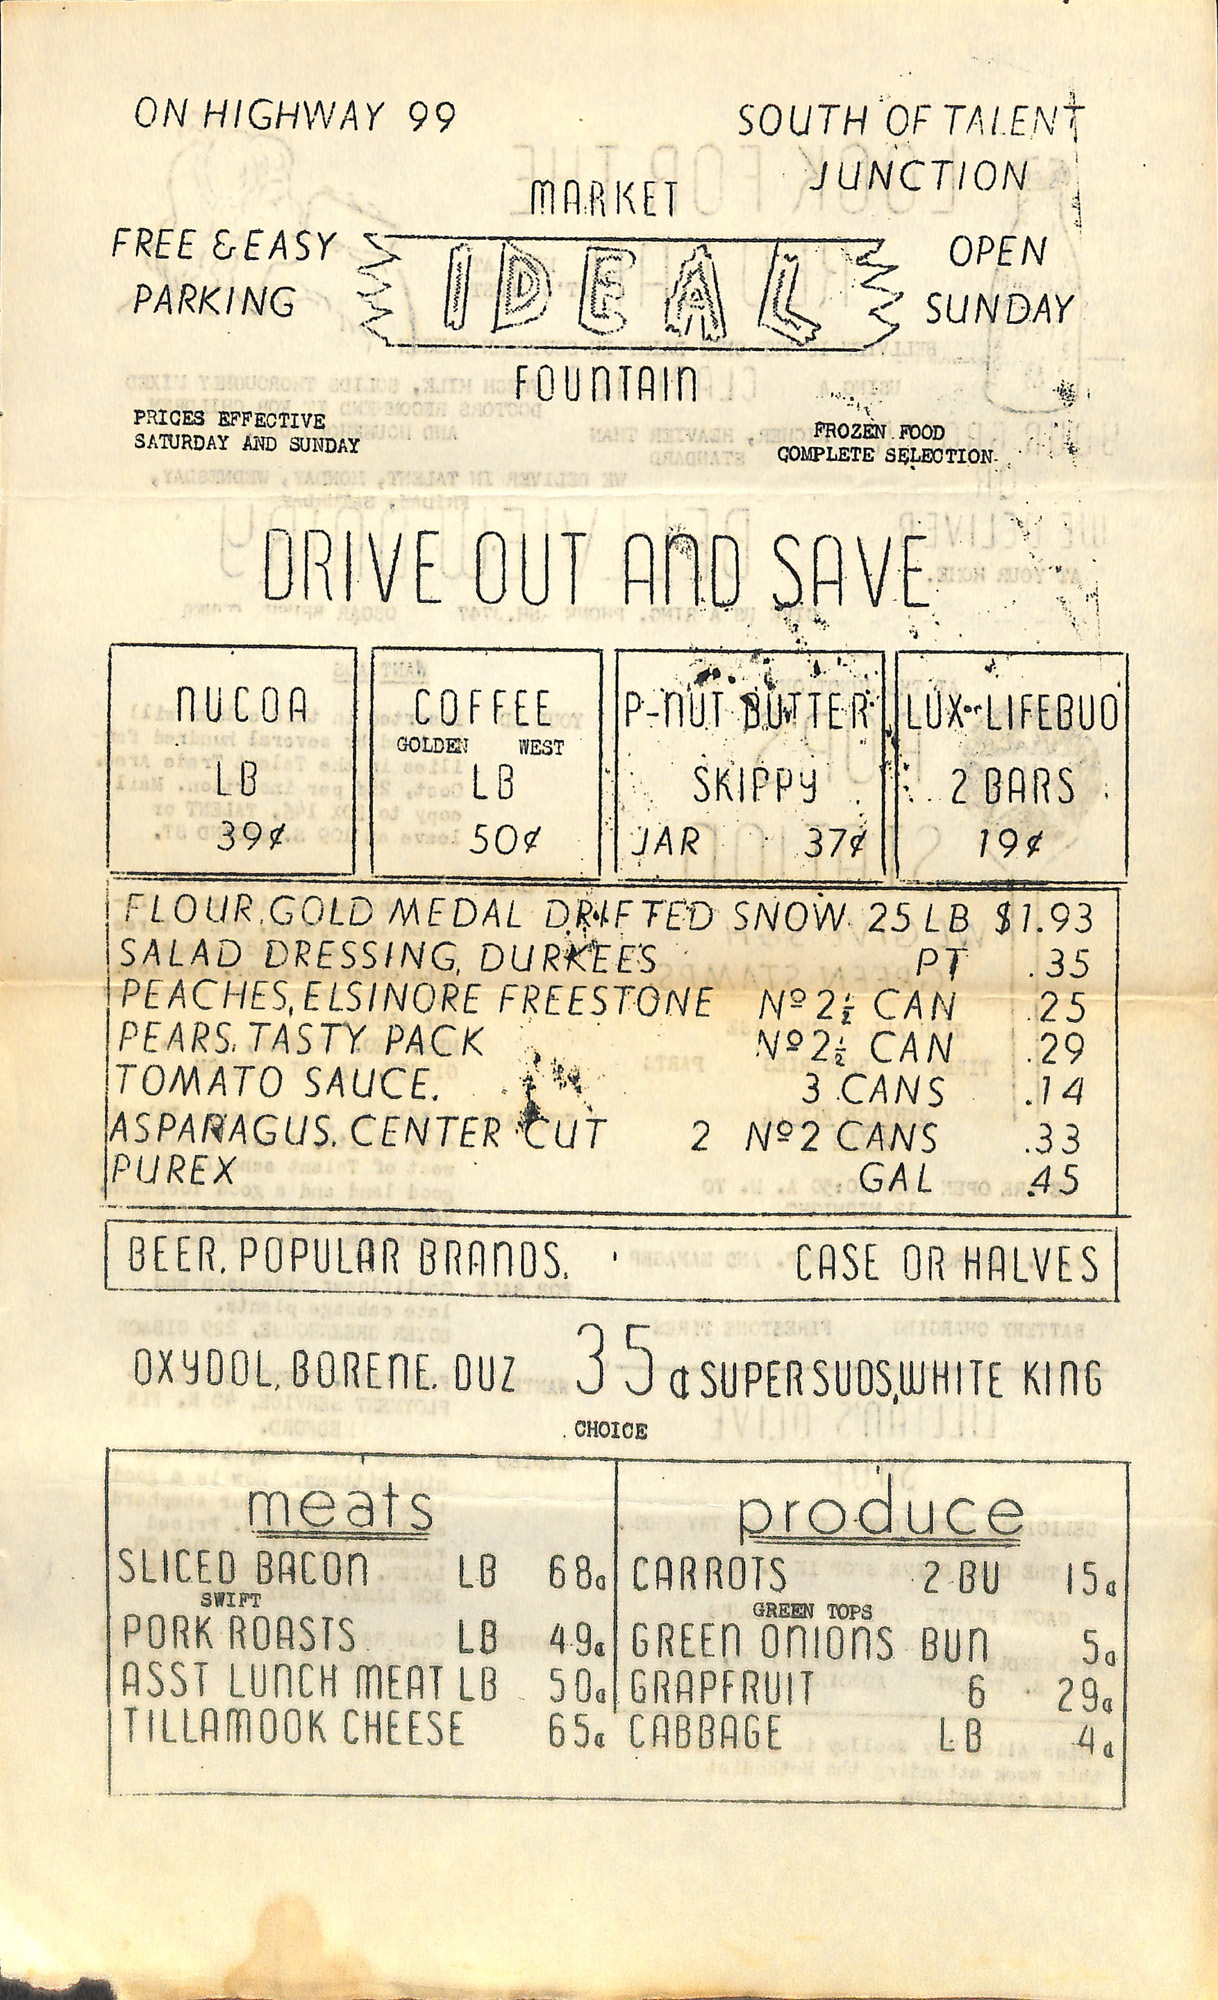 ON HIGHWAY 99
SOUTH OF TALENT
JUNCTION
MARKET
FREE & EASY
PARKING
IDEAL
OPEN
SUNDAY
FOUNTAIN
PRICES EFFECTIVE
SATURDAY AND SUNDAY
FROZEN FOOD
COMPLETE SELECTION
DRIVE OUT AND SAVE
NUCOA
LB
39¢
COFFEE
GOLDEN WEST
LB
50¢
P-NUT BUTTER
SKIPPY
JAR 37¢
LUX or LIFEBUO
2 BARS
19¢
FLOUR, GOLD MEDAL DRIFTED SNOW 25 LB $1.93
SALAD DRESSING, DURKEES PT .35
PEACHES, ELSINORE FREESTONE Nº 2½ CAN .25
PEARS, TASTY PACK Nº 2½ CAN .29
TOMATO SAUCE. 3 CANS .14
ASPARAGUS, CENTER CUT 2 Nº 2 CANS .33
PUREX GAL .45
BEER, POPULAR BRANDS, CASE OR HALVES
OXYDOL, BORENE, DUZ 35¢ SUPERSUDS, WHITE KING
CHOICE
meats
SLICED BACON LB 68¢
SWIFT
PORK ROASTS LB 49¢
ASST LUNCH MEAT LB 50¢
TILLAMOOK CHEESE 65¢
produce
CARROTS 2 BU 15¢
GREEN TOPS
GREEN ONIONS BUN 5¢
GRAPEFRUIT 6 29¢
CABBAGE LB 4¢